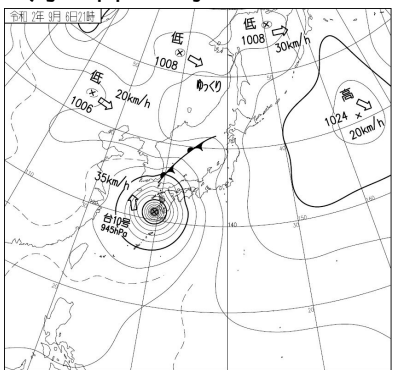 令和 2年 9月 6日21時
低
1008
ゆっくり
低
1008
30km/h
低
1006
20km/h
高
1024
20km/h
35km/h
台10号
945hPa
140